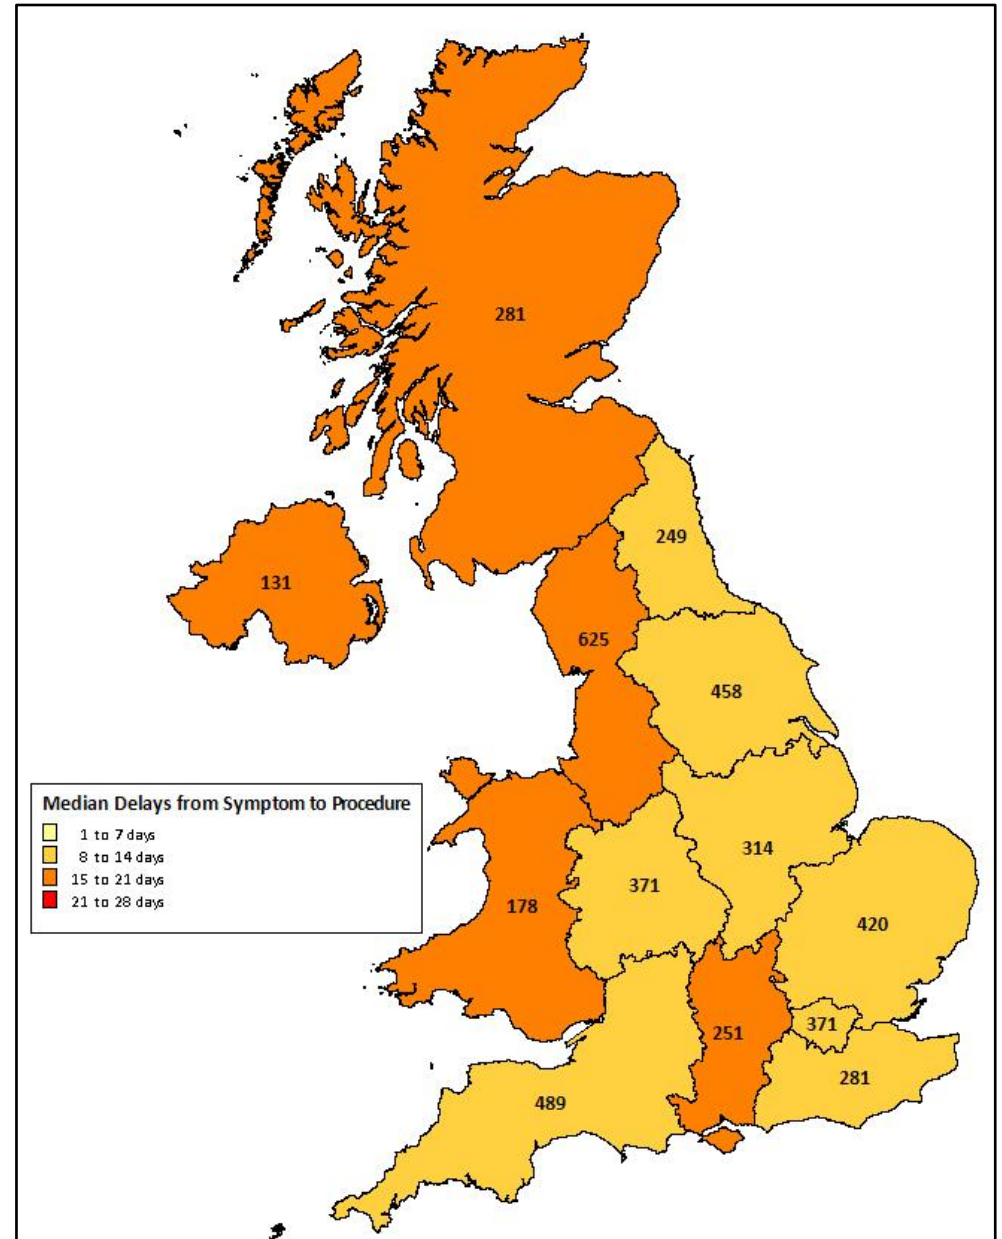 281
249
131
625
458
Median Delays from Symptom to Procedure
1 to 7 days
8 to 14 days
15 to 21 days
21 to 28 days
314
371
178
420
371
251
281
489